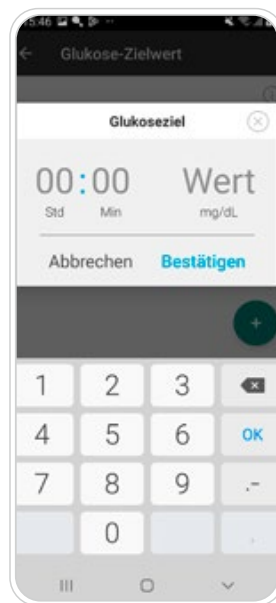 5:46
Glukose-Zielwert
Glukoseziel
00:00 Wert
Std Min mg/dL
Abbrechen Bestätigen
+
1 2 3
4 5 6 OK
7 8 9 .-
0 ,